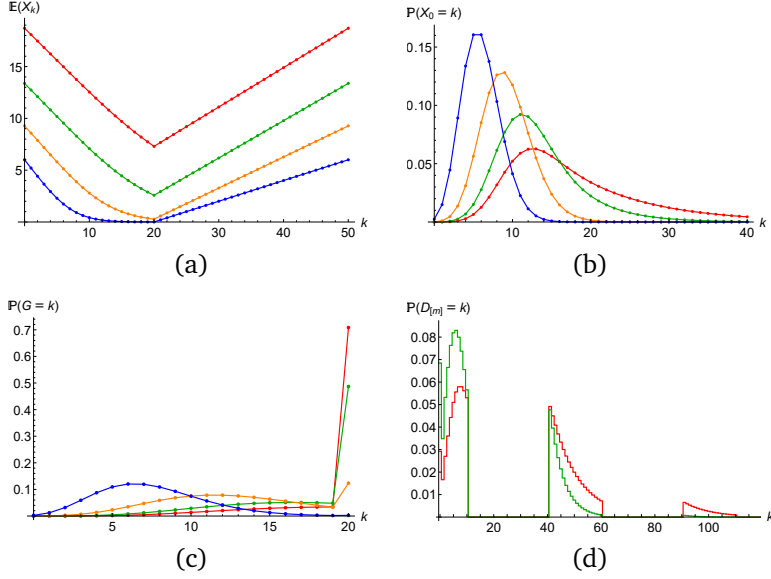 𝔼(X_k)
15
10
5
10 20 30 40 50 k
(a)
ℙ(X_0 = k)
0.15
0.10
0.05
10 20 30 40 k
(b)
ℙ(G = k)
0.7
0.6
0.5
0.4
0.3
0.2
0.1
5 10 15 20 k
(c)
ℙ(D_[m] = k)
0.08
0.07
0.06
0.05
0.04
0.03
0.02
0.01
20 40 60 80 100 k
(d)